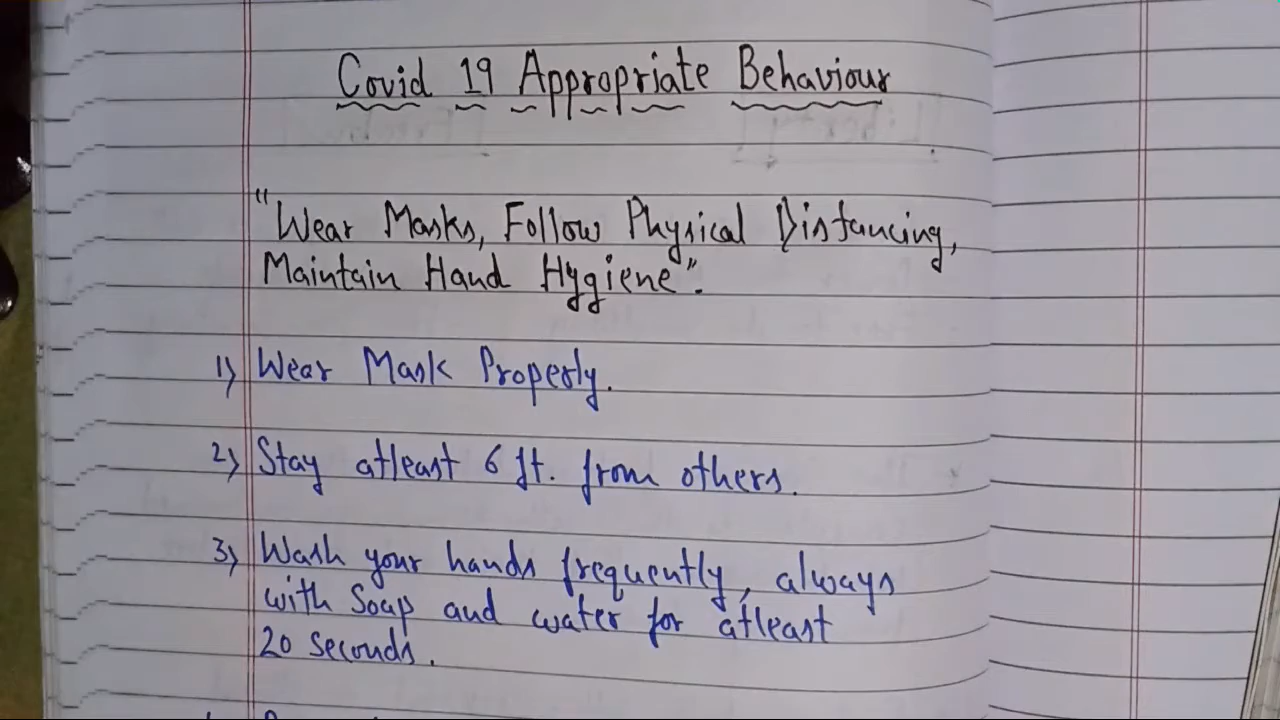 Covid 19 Appropriate Behaviour
"Wear Masks, Follow Physical Distancing,
Maintain Hand Hygiene".
1) Wear Mask Properly.
2) Stay atleast 6 ft. from others.
3) Wash your hands frequently, always
with Soap and water for atleast
20 seconds.